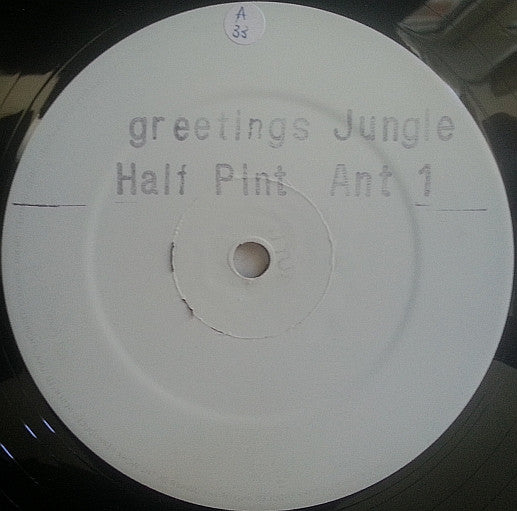 A
33
greetings Jungle
Half Pint Ant 1